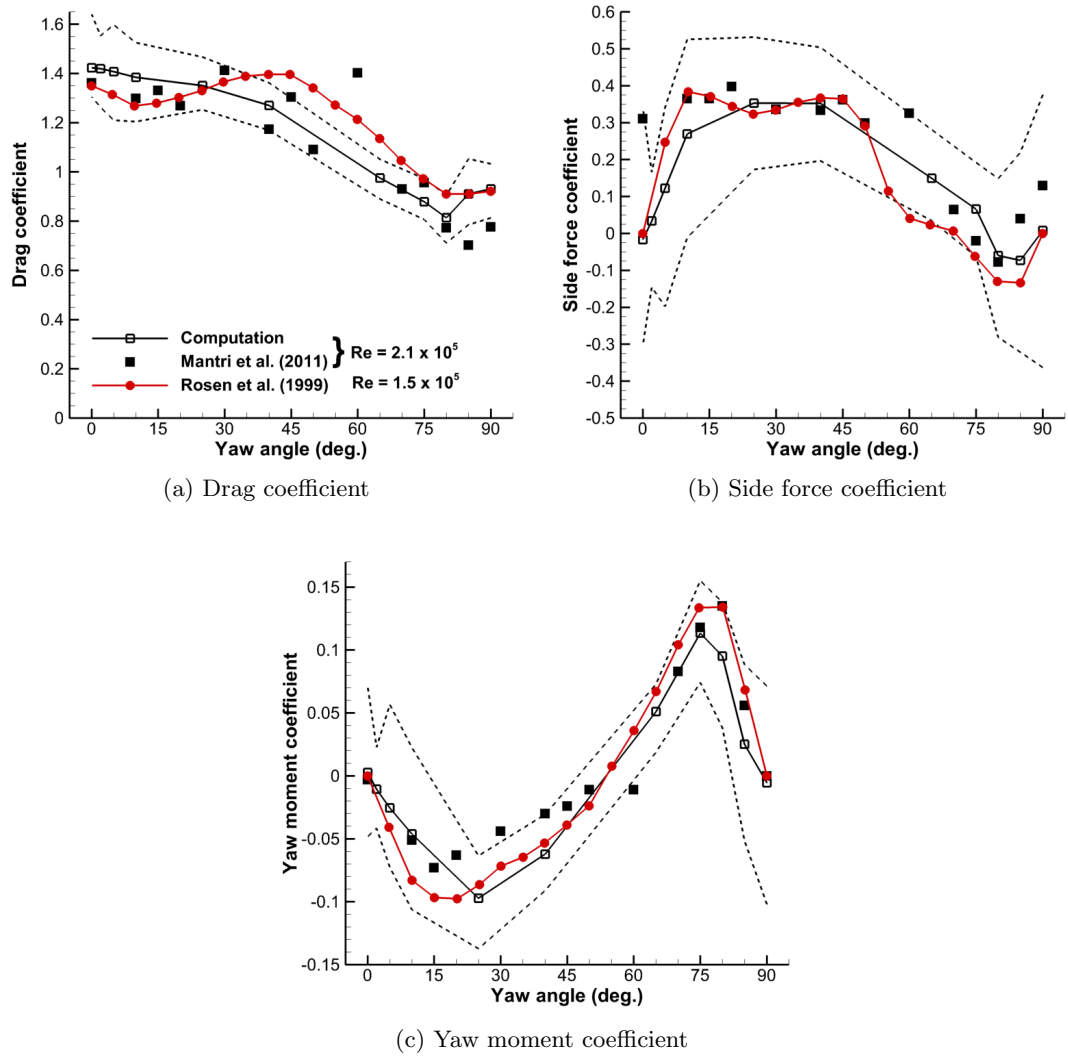 1.6
1.4
1.2
1
0.8
0.6
0.4
0.2
0
Drag coefficient
Computation
Mantri et al. (2011)
} Re = 2.1 x 10⁵
Rosen et al. (1999) Re = 1.5 x 10⁵
0 15 30 45 60 75 90
Yaw angle (deg.)
(a) Drag coefficient
0.6
0.5
0.4
0.3
0.2
0.1
0
-0.1
-0.2
-0.3
-0.4
-0.5
Side force coefficient
0 15 30 45 60 75 90
Yaw angle (deg.)
(b) Side force coefficient
0.15
0.1
0.05
0
-0.05
-0.1
-0.15
Yaw moment coefficient
0 15 30 45 60 75 90
Yaw angle (deg.)
(c) Yaw moment coefficient